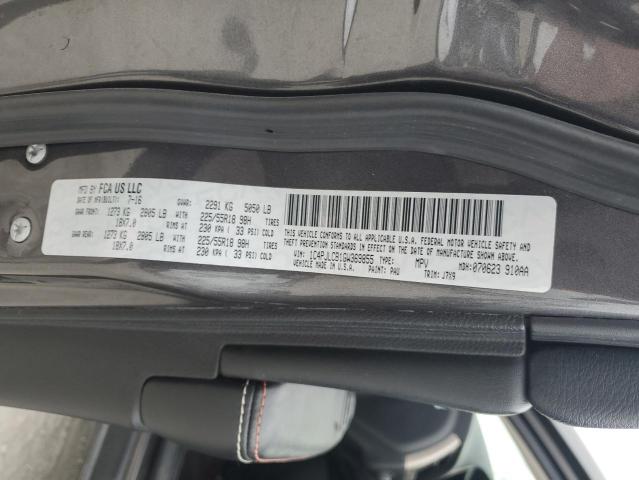 MFD BY FCA US LLC
DATE OF MFR(BUILT): 7-16 GVWR: 2291 KG 5050 LB
GAWR FRONT: 1273 KG 2805 LB WITH 225/55R18 98H TIRES
18X7.0 RIMS AT 230 KPA ( 33 PSI) COLD
GAWR REAR: 1273 KG 2805 LB WITH 225/55R18 98H TIRES
18X7.0 RIMS AT 230 KPA ( 33 PSI) COLD
THIS VEHICLE CONFORMS TO ALL APPLICABLE U.S.A. FEDERAL MOTOR VEHICLE SAFETY, BUMPER, AND
THEFT PREVENTION STANDARDS IN EFFECT ON THE DATE OF MANUFACTURE SHOWN ABOVE.
VIN: 1C4PJLCB1GW369855 TYPE: MPV MDH: 070623 910AA
VEHICLE MADE IN U.S.A. PAINT: PAU TRIM: J7X9